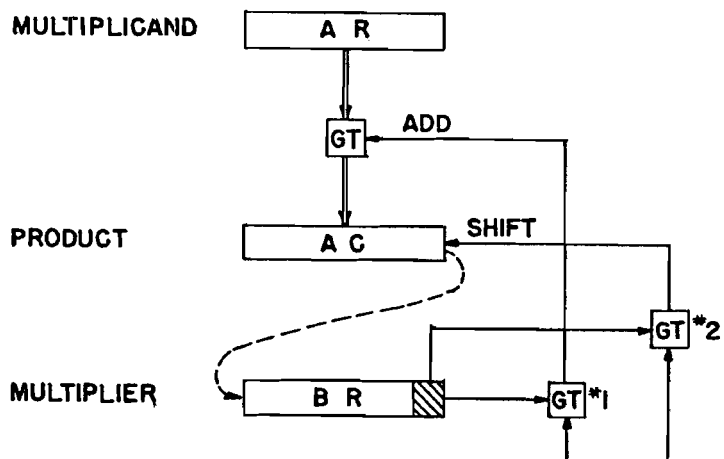 MULTIPLICAND
A R
GT
ADD
PRODUCT
A C
SHIFT
GT #2
MULTIPLIER
B R
GT #1